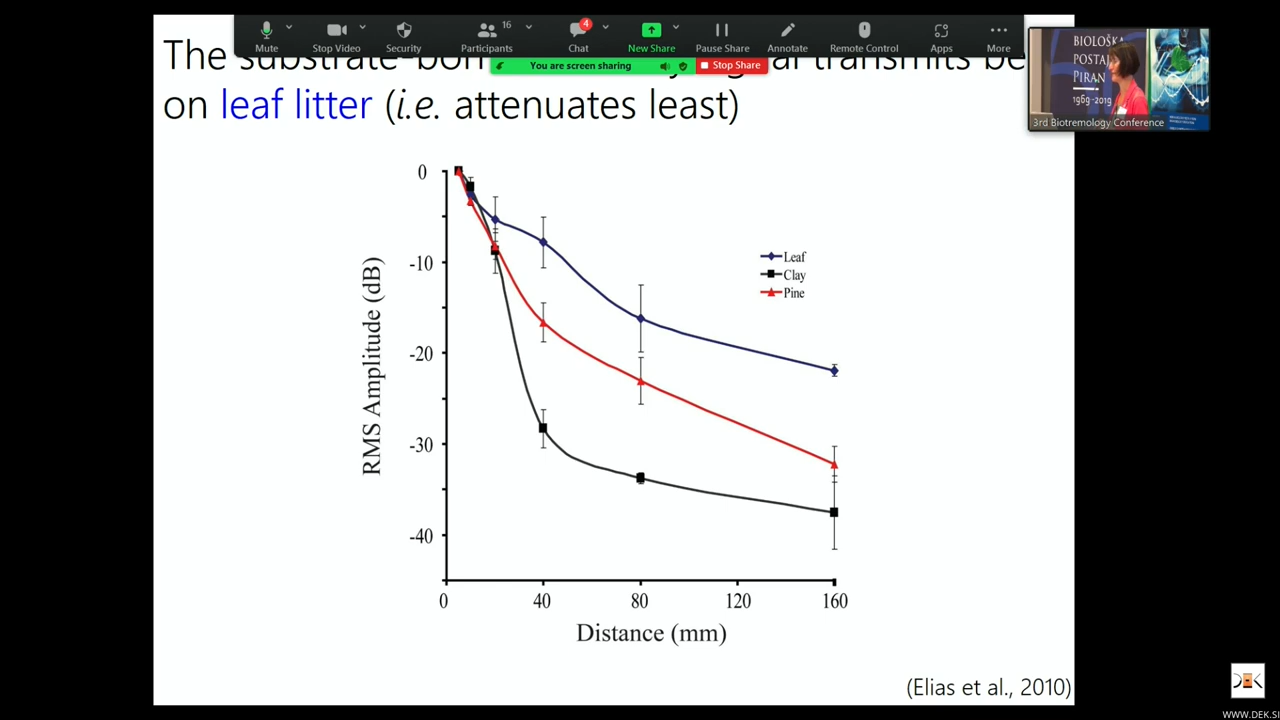 Mute
Stop Video
Security
Participants
16
Chat
4
New Share
Pause Share
Annotate
Remote Control
Apps
More
You are screen sharing
Stop Share
The
on leaf litter (i.e. attenuates least)
BIOLOŠKA
POSTAJA
PIRAN
1969-2019
3rd Biotremology Conference
RMS Amplitude (dB)
0
-10
-20
-30
-40
Leaf
Clay
Pine
0
40
80
120
160
Distance (mm)
(Elias et al., 2010)
DEK
WWW.DEK.SI